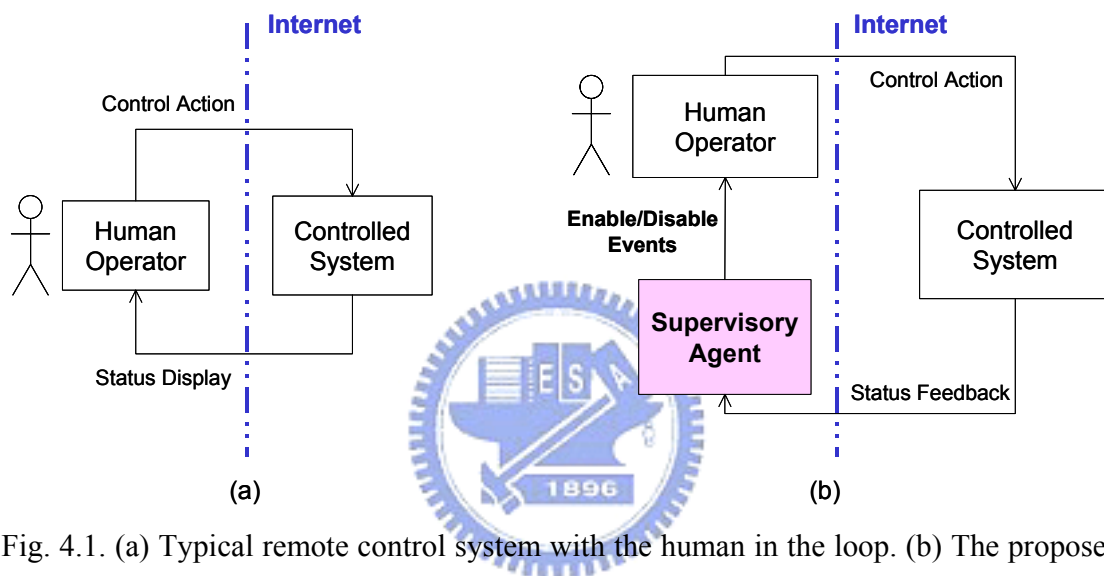 Internet
Control Action
Human
Operator
Controlled
System
Status Display
(a)
Internet
Control Action
Human
Operator
Enable/Disable
Events
Controlled
System
Supervisory
Agent
Status Feedback
(b)
E S A
1896
Fig. 4.1. (a) Typical remote control system with the human in the loop. (b) The propose